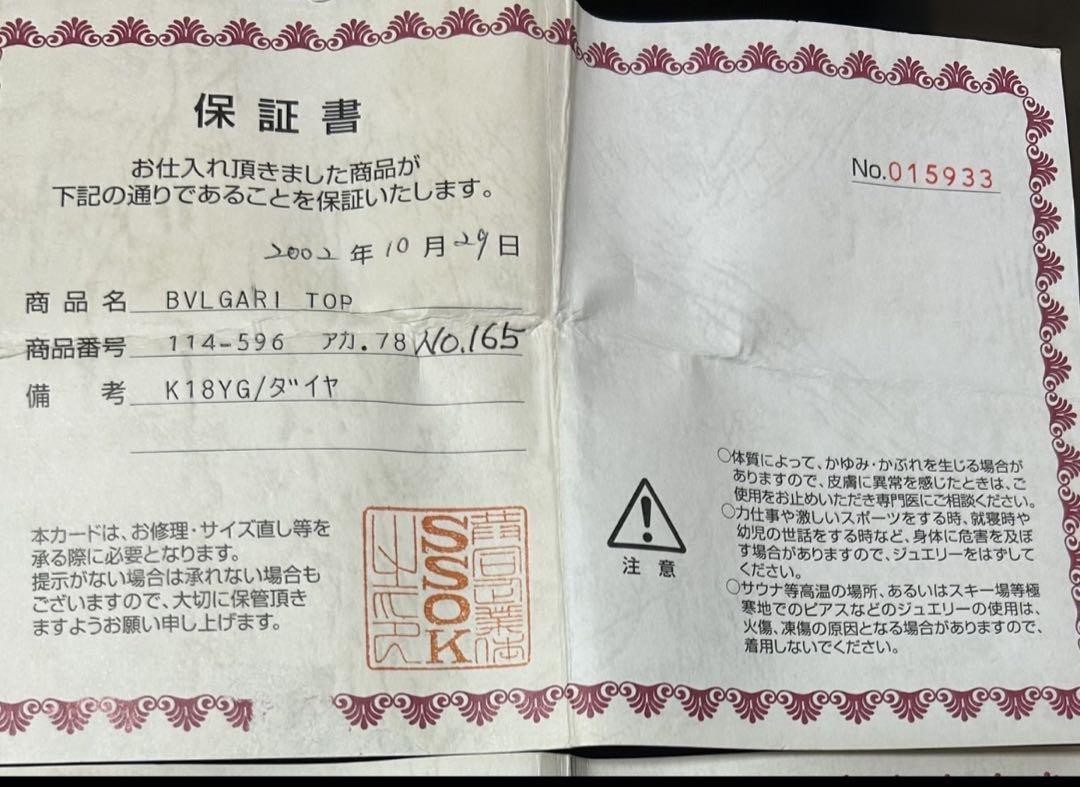 保証書
お仕入れ頂きました商品が
下記の通りであることを保証いたします。
2002年10月29日
商品名 BVLGARI TOP
商品番号 114-596 アカ.78 No.165
備考 K18YG/ダイヤ
本カードは、お修理・サイズ直し等を
承る際に必要となります。
提示がない場合は承れない場合も
ございますので、大切に保管頂き
ますようお願い申し上げます。
SSOK
No.015933
注意
○体質によって、かゆみ・かぶれを生じる場合が
ありますので、皮膚に異常を感じたときは、ご
使用をお止めいただき専門医にご相談ください。
○力仕事や激しいスポーツをする時、就寝時や
幼児の世話をする時など、身体に危害を及ぼ
す場合がありますので、ジュエリーをはずして
ください。
○サウナ等高温の場所、あるいはスキー場等極
寒地でのピアスなどのジュエリーの使用は、
火傷、凍傷の原因となる場合がありますので、
着用しないでください。